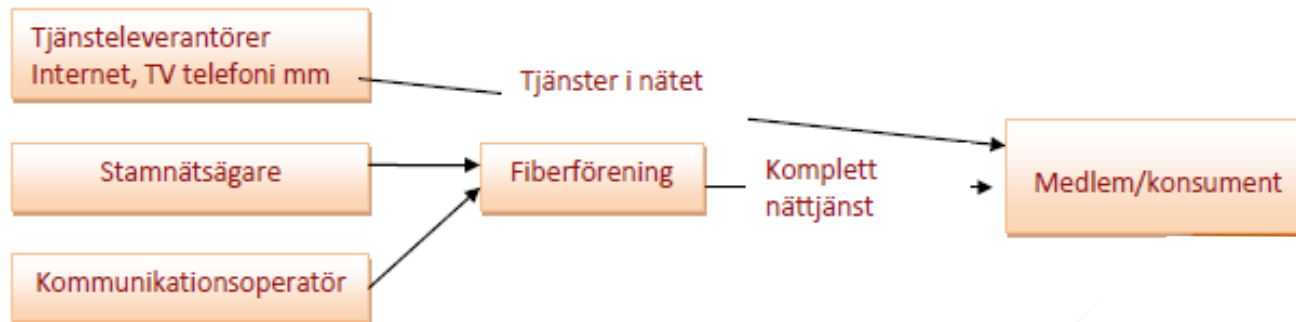 Tjänsteleverantörer
Internet, TV telefoni mm
Tjänster i nätet
Stamnätsägare
Fiberförening
Komplett
nättjänst
Medlem/konsument
Kommunikationsoperatör